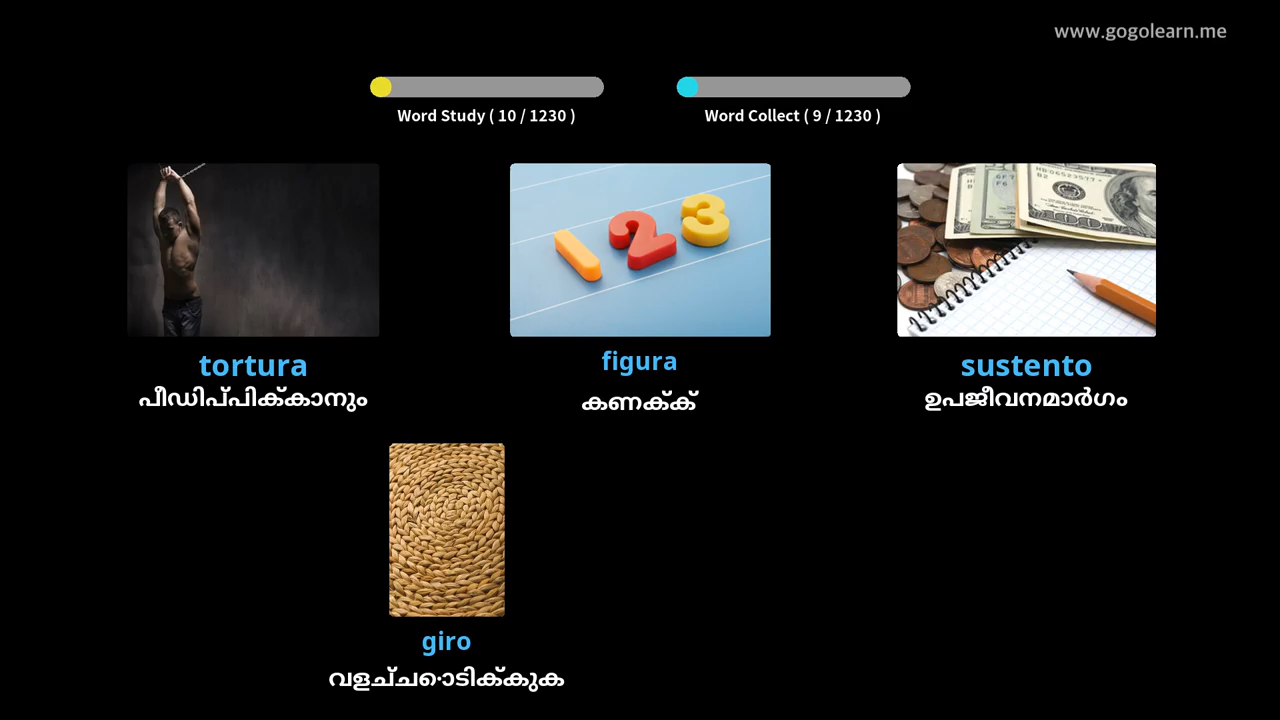 www.gogolearn.me
Word Study ( 10 / 1230 )
Word Collect ( 9 / 1230 )
tortura
പീഡിപ്പിക്കാനും
figura
കണക്ക്
sustento
ഉപജീവനമാർഗം
giro
വളച്ചൊടിക്കുക